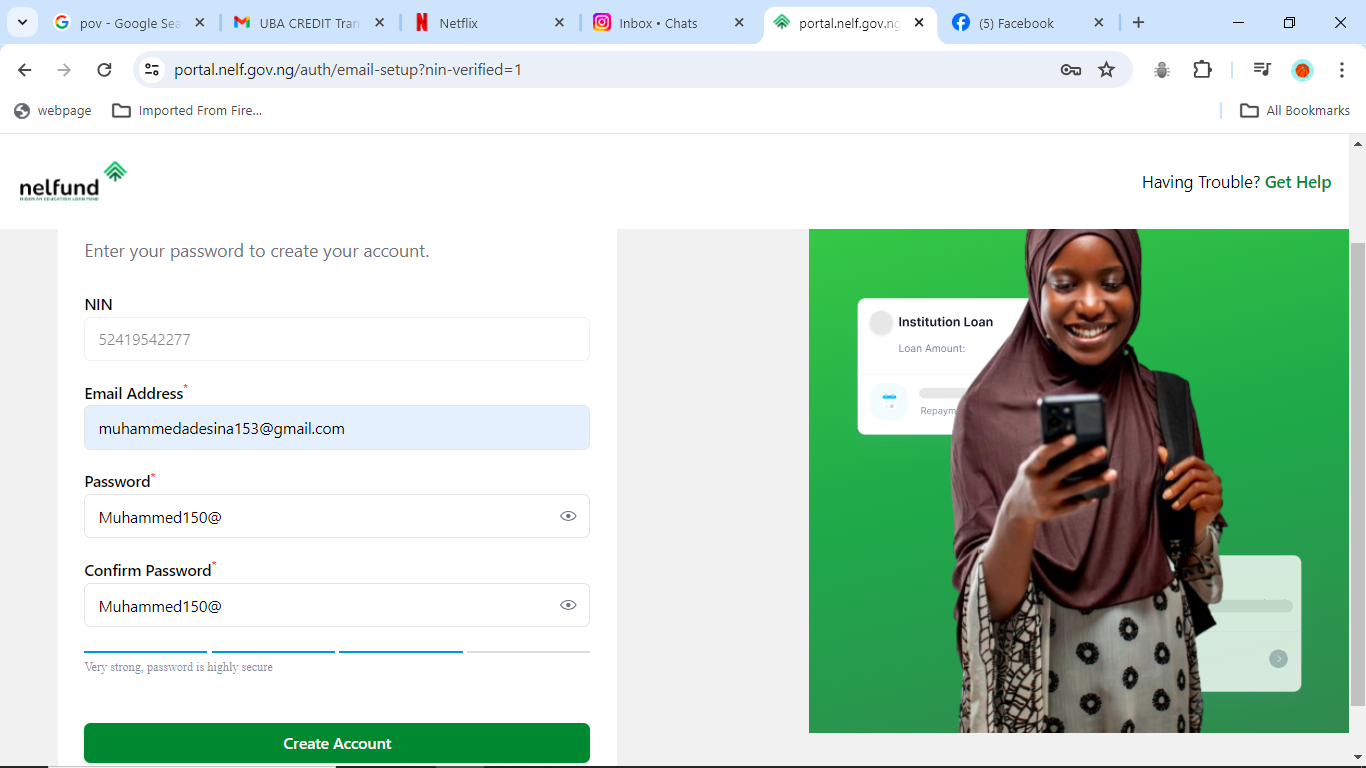 pov - Google Sea
UBA CREDIT Tran
Netflix
Inbox • Chats
portal.nelf.gov.ng
(5) Facebook
portal.nelf.gov.ng/auth/email-setup?nin-verified=1
webpage
Imported From Fire...
All Bookmarks
nelfund
NIGERIAN EDUCATION LOAN FUND
Having Trouble? Get Help
Enter your password to create your account.
NIN
52419542277
Email Address*
muhammedadesina153@gmail.com
Password*
Muhammed150@
Confirm Password*
Muhammed150@
Very strong, password is highly secure
Create Account
Institution Loan
Loan Amount:
Repaym